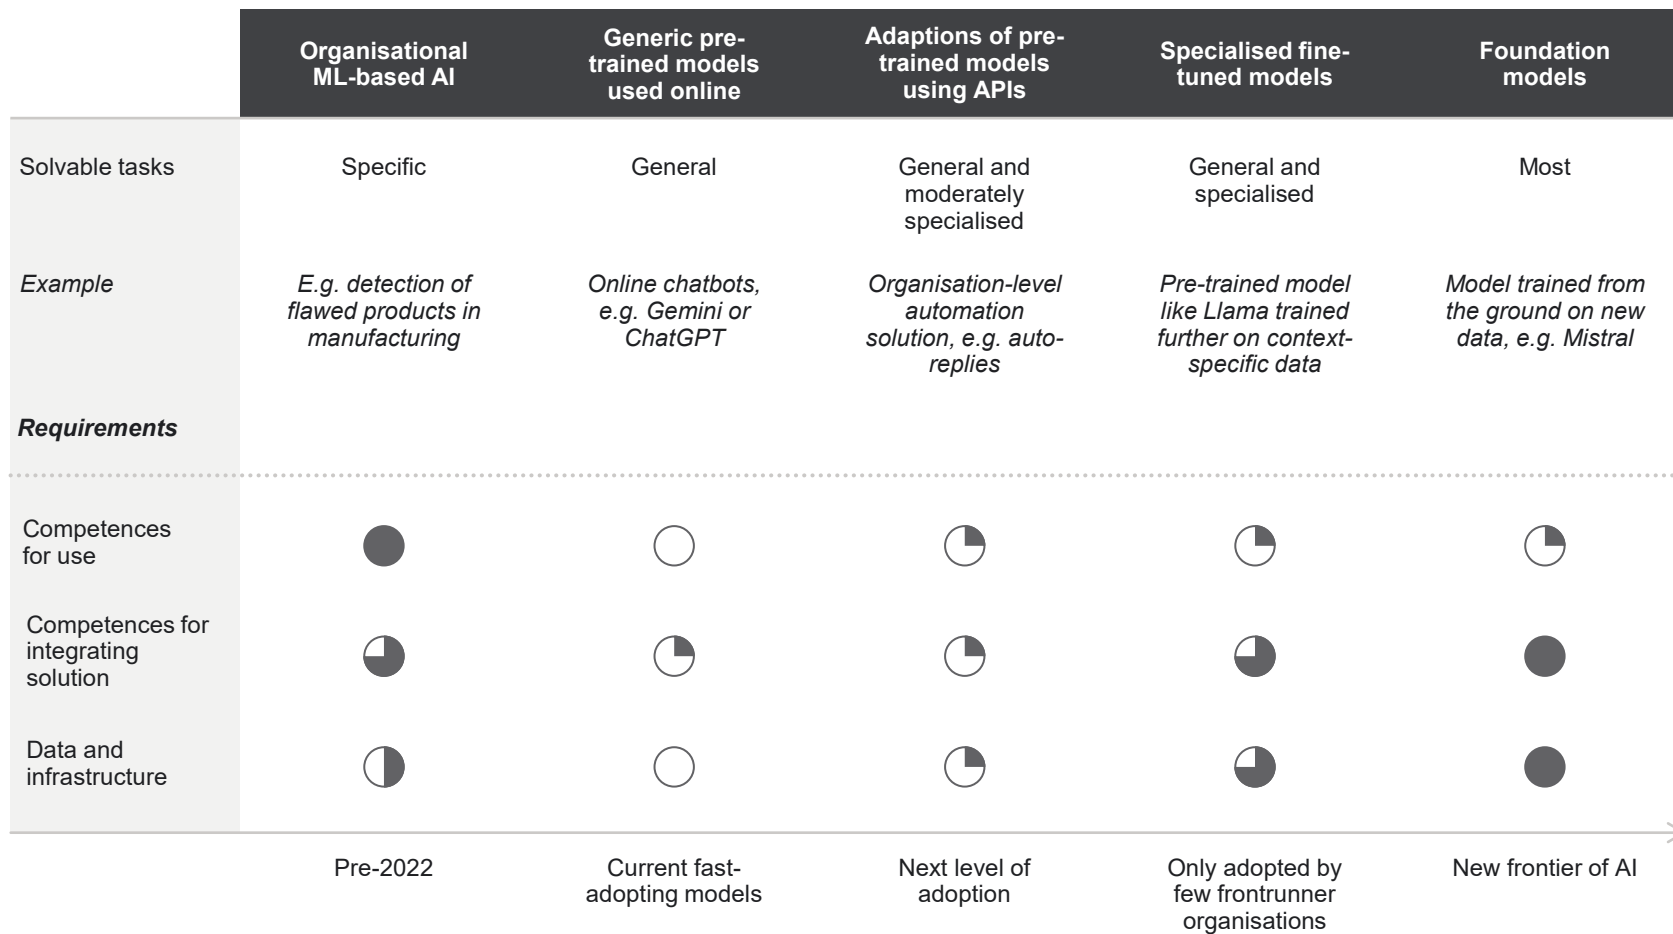 Organisational
ML-based AI
Generic pre-
trained models
used online
Adaptions of pre-
trained models
using APIs
Specialised fine-
tuned models
Foundation
models
Solvable tasks
Specific
General
General and
moderately
specialised
General and
specialised
Most
Example
E.g. detection of
flawed products in
manufacturing
Online chatbots,
e.g. Gemini or
ChatGPT
Organisation-level
automation
solution, e.g. auto-
replies
Pre-trained model
like Llama trained
further on context-
specific data
Model trained from
the ground on new
data, e.g. Mistral
Requirements
Competences
for use
Competences for
integrating
solution
Data and
infrastructure
Pre-2022
Current fast-
adopting models
Next level of
adoption
Only adopted by
few frontrunner
organisations
New frontier of AI